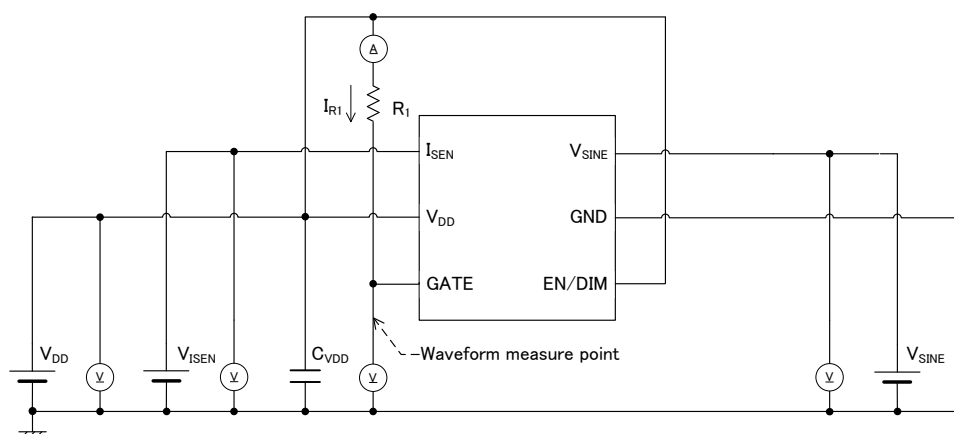 A
I_R1
R_1
I_SEN
V_SINE
V_DD
GND
GATE
EN/DIM
Waveform measure point
V_DD
V
V_ISEN
V
C_VDD
V
V
V_SINE